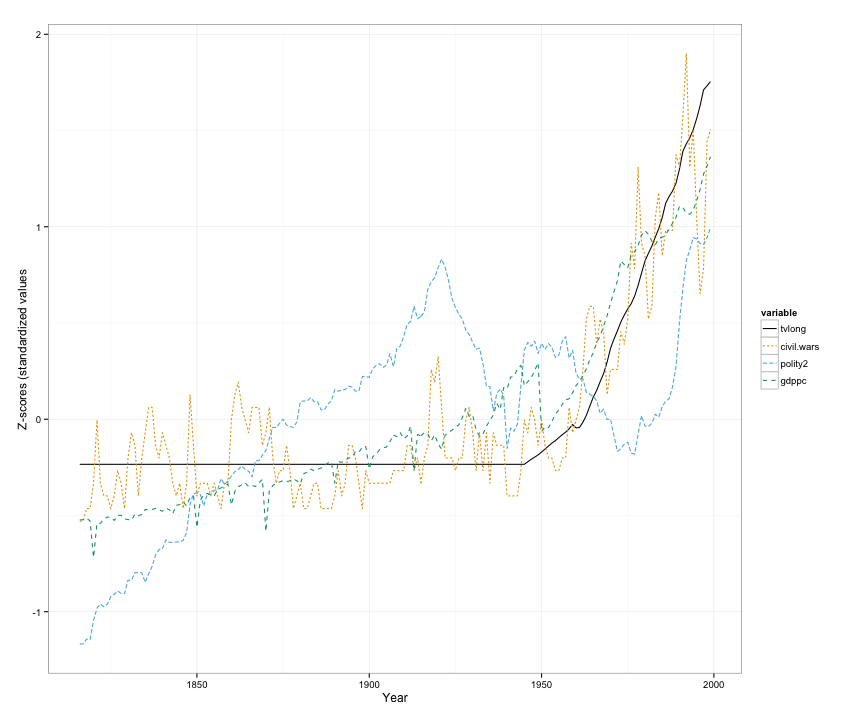 Z-scores (standardized values
2
1
0
-1
1850
1900
1950
2000
Year
variable
tvlong
civil.wars
polity2
gdppc